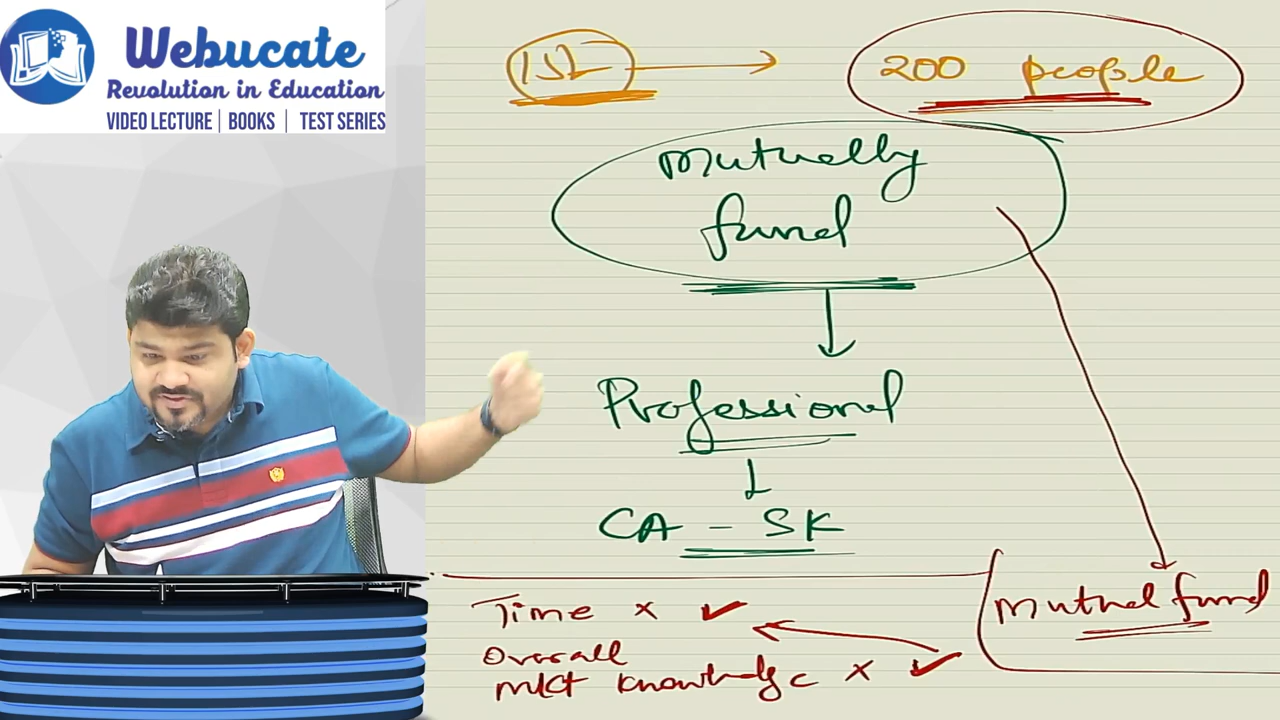 Webucate
Revolution in Education
VIDEO LECTURE | BOOKS | TEST SERIES
200 people
Mutually
fund
Professional
CA - SK
Time × ✓
Overall
Mkt knowledge × ✓
Mutual fund